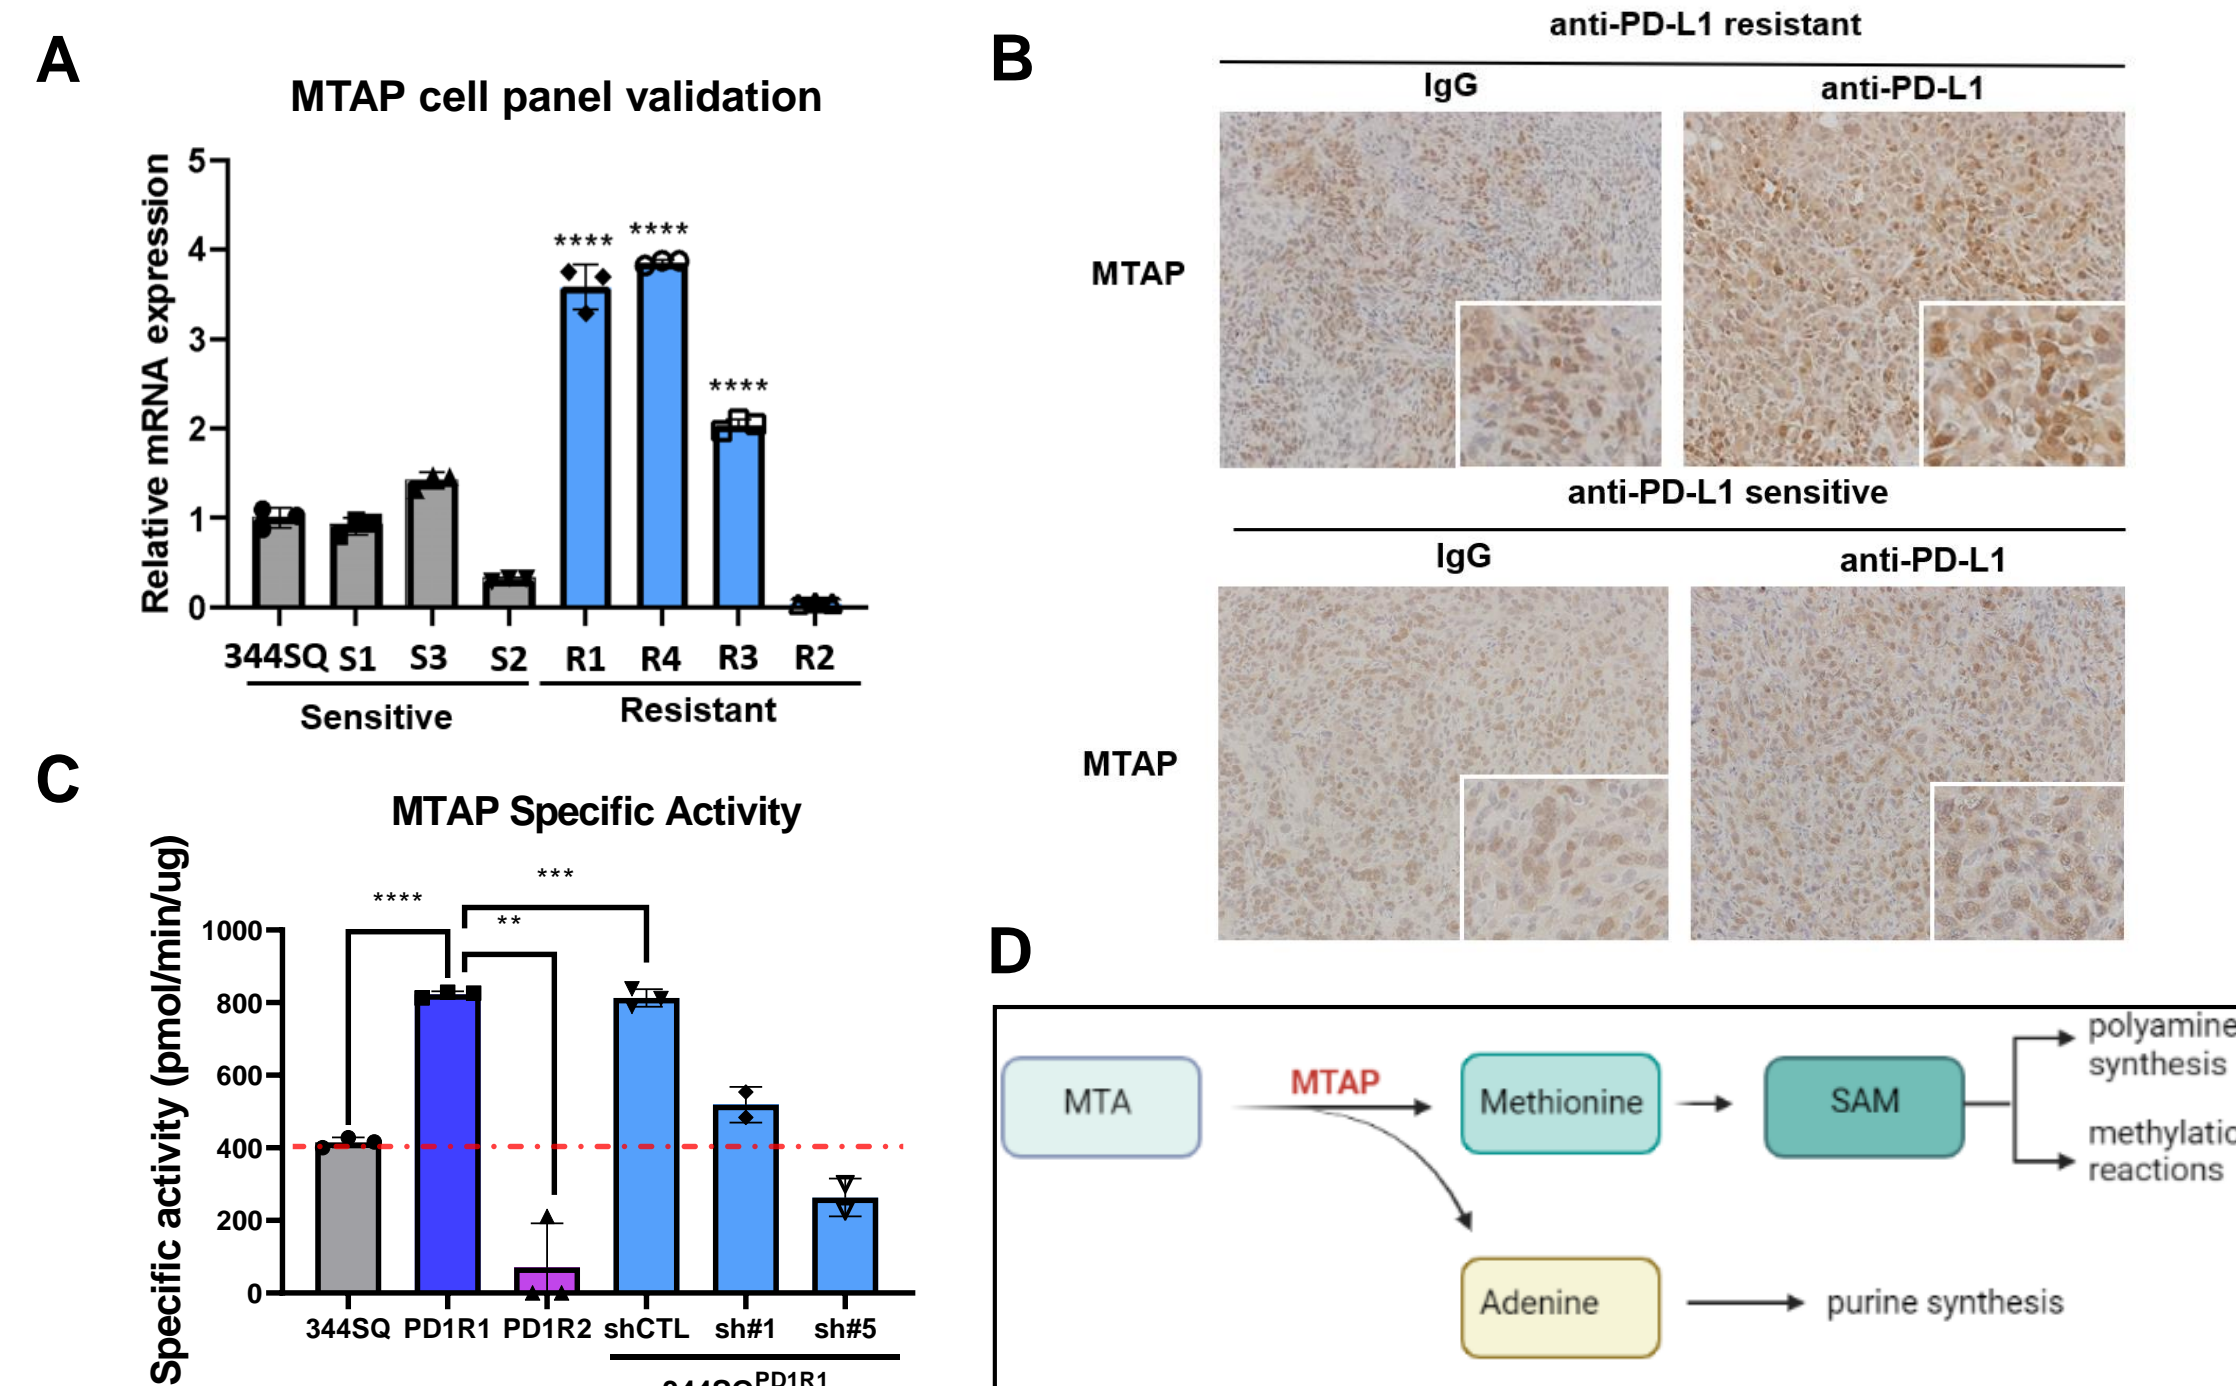 A
MTAP cell panel validation
Relative mRNA expression
5
4
3
2
1
0
****
****
****
344SQ S1 S3 S2 R1 R4 R3 R2
Sensitive Resistant
B
anti-PD-L1 resistant
IgG anti-PD-L1
MTAP
anti-PD-L1 sensitive
IgG anti-PD-L1
MTAP
C
MTAP Specific Activity
Specific activity (pmol/min/ug)
1000
800
600
400
200
0
****
***
**
344SQ PD1R1 PD1R2 shCTL sh#1 sh#5
344SQPD1R1
D
MTA
MTAP
Methionine
SAM
polyamine
synthesis
methylatic
reactions
Adenine
purine synthesis